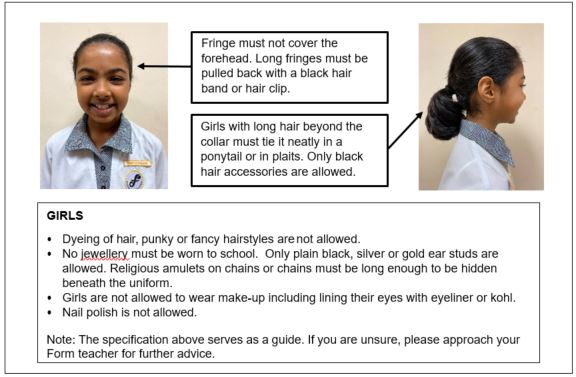 Fringe must not cover the
forehead. Long fringes must be
pulled back with a black hair
band or hair clip.
Girls with long hair beyond the
collar must tie it neatly in a
ponytail or in plaits. Only black
hair accessories are allowed.
GIRLS
• Dyeing of hair, punky or fancy hairstyles are not allowed.
• No jewellery must be worn to school. Only plain black, silver or gold ear studs are
allowed. Religious amulets on chains or chains must be long enough to be hidden
beneath the uniform.
• Girls are not allowed to wear make-up including lining their eyes with eyeliner or kohl.
• Nail polish is not allowed.
Note: The specification above serves as a guide. If you are unsure, please approach your
Form teacher for further advice.